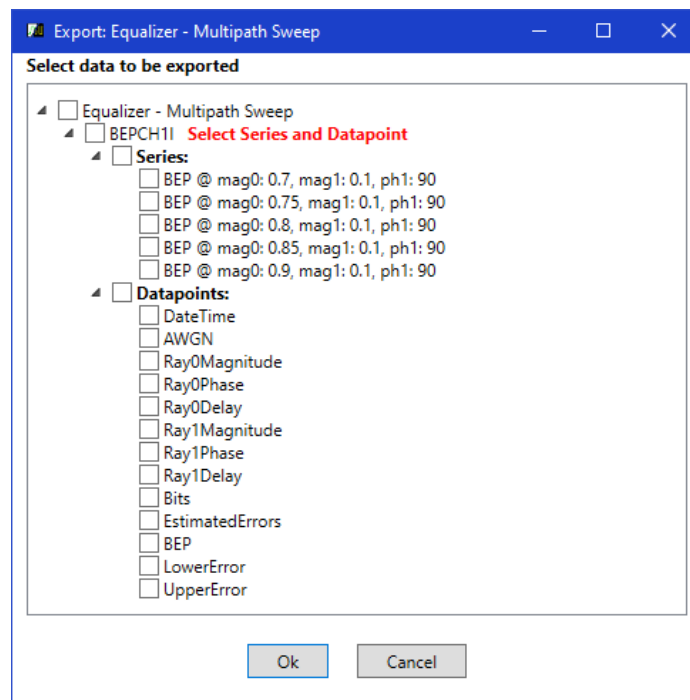 Export: Equalizer - Multipath Sweep
Select data to be exported
Equalizer - Multipath Sweep
BEPCH1I Select Series and Datapoint
Series:
BEP @ mag0: 0.7, mag1: 0.1, ph1: 90
BEP @ mag0: 0.75, mag1: 0.1, ph1: 90
BEP @ mag0: 0.8, mag1: 0.1, ph1: 90
BEP @ mag0: 0.85, mag1: 0.1, ph1: 90
BEP @ mag0: 0.9, mag1: 0.1, ph1: 90
Datapoints:
DateTime
AWGN
Ray0Magnitude
Ray0Phase
Ray0Delay
Ray1Magnitude
Ray1Phase
Ray1Delay
Bits
EstimatedErrors
BEP
LowerError
UpperError
Ok Cancel